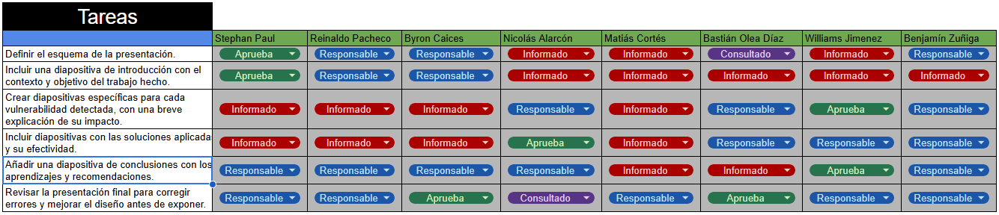 Tareas
Stephan Paul Reinaldo Pacheco Byron Caices Nicolás Alarcón Matiás Cortés Bastián Olea Díaz Williams Jimenez Benjamín Zuñiga
Definir el esquema de la presentación. Aprueba Responsable Responsable Informado Informado Consultado Informado Responsable
Incluir una diapositiva de introducción con el
contexto y objetivo del trabajo hecho. Aprueba Responsable Responsable Informado Informado Informado Informado Informado
Crear diapositivas específicas para cada
vulnerabilidad detectada, con una breve
explicación de su impacto. Informado Informado Informado Responsable Informado Responsable Aprueba Responsable
Incluir diapositivas con las soluciones aplicada
y su efectividad. Informado Informado Informado Aprueba Informado Responsable Responsable Responsable
Añadir una diapositiva de conclusiones con los
aprendizajes y recomendaciones. Responsable Responsable Responsable Responsable Informado Informado Aprueba Responsable
Revisar la presentación final para corregir
errores y mejorar el diseño antes de exponer. Responsable Responsable Aprueba Consultado Responsable Aprueba Responsable Responsable